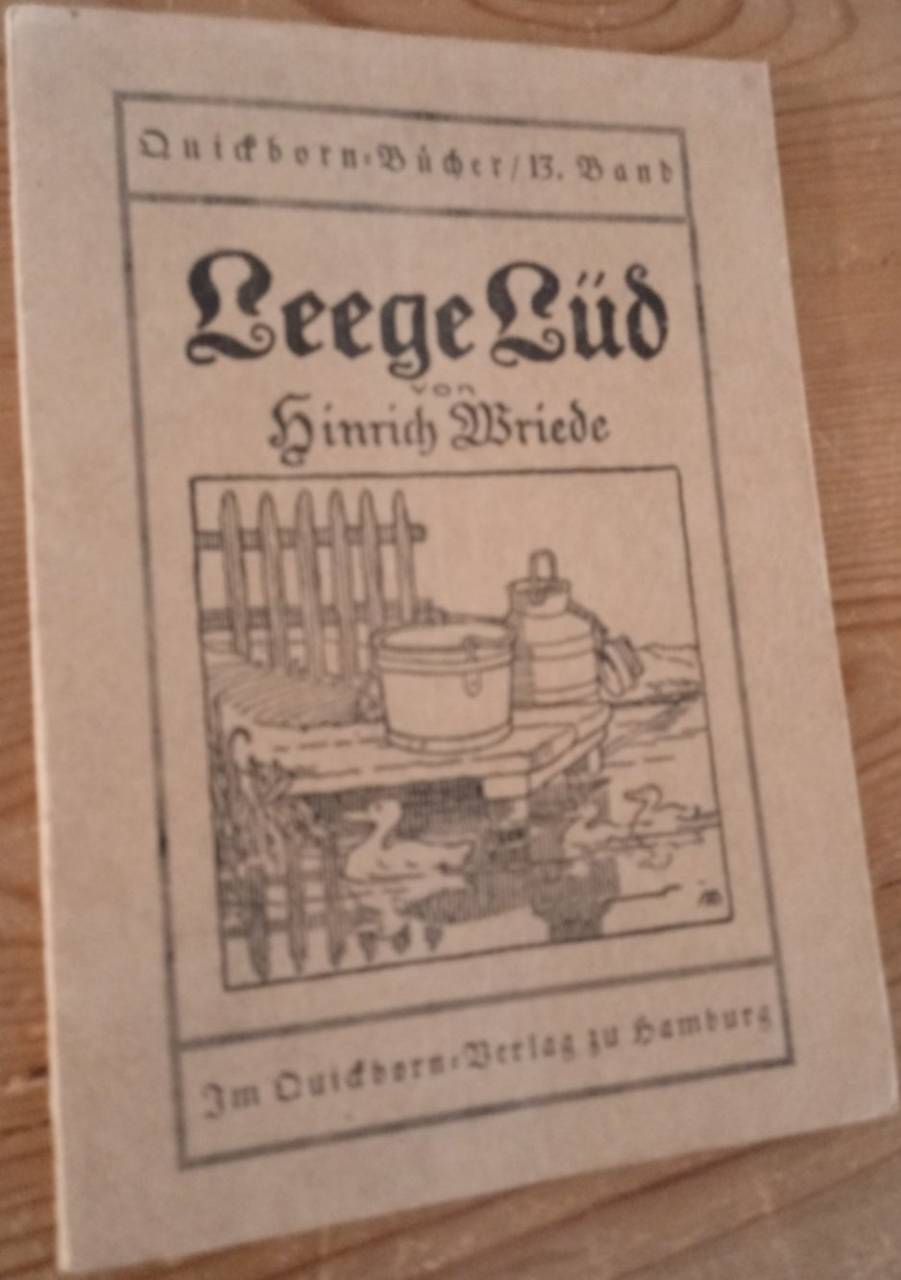 Quickborn-Bücher / 13. Band
Leege Lüd
von
Hinrich Wriede
Im Quickborn-Verlag zu Hamburg